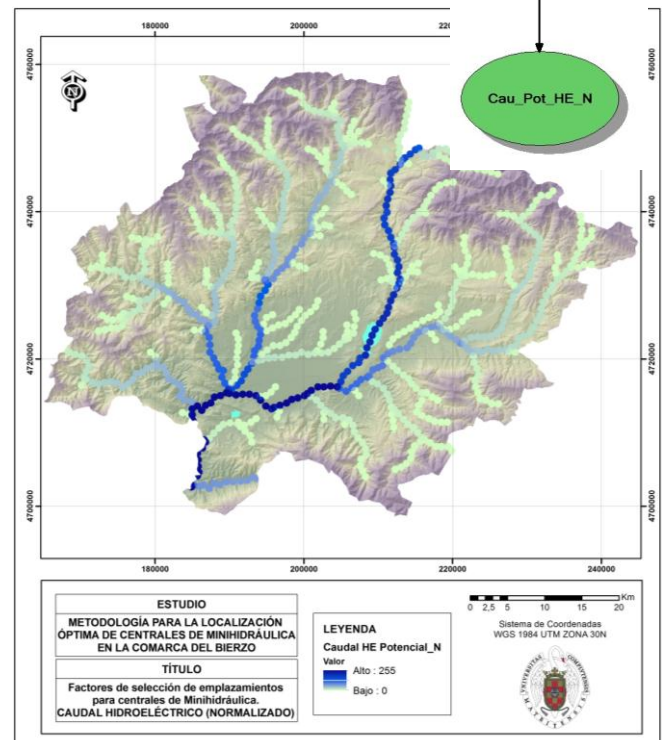 180000
200000
220
Cau_Pot_HE_N
4760000
4760000
4740000
4740000
4720000
4720000
4700000
4700000
180000
200000
220000
240000
ESTUDIO
METODOLOGÍA PARA LA LOCALIZACIÓN
ÓPTIMA DE CENTRALES DE MINIHIDRÁULICA
EN LA COMARCA DEL BIERZO
TÍTULO
Factores de selección de emplazamientos
para centrales de Minihidráulica.
CAUDAL HIDROELÉCTRICO (NORMALIZADO)
LEYENDA
Caudal HE Potencial_N
Valor
Alto : 255
Bajo : 0
0 2,5 5 10 15 20 Km
Sistema de Coordenadas
WGS 1984 UTM ZONA 30N